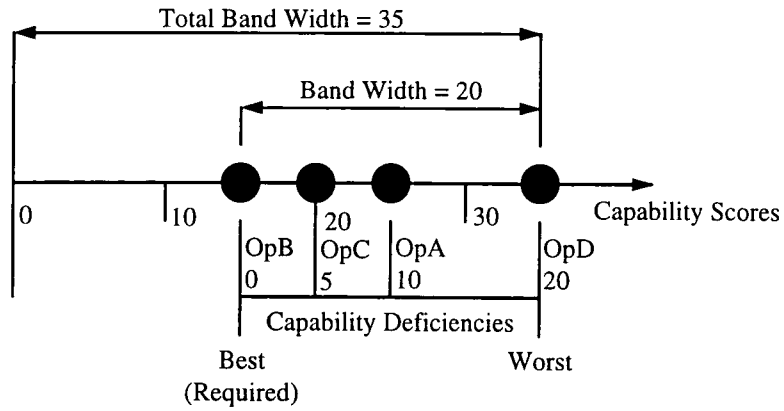 Total Band Width = 35
Band Width = 20
0
10
20
30
Capability Scores
OpB
OpC
OpA
OpD
0
5
10
20
Capability Deficiencies
Best
(Required)
Worst